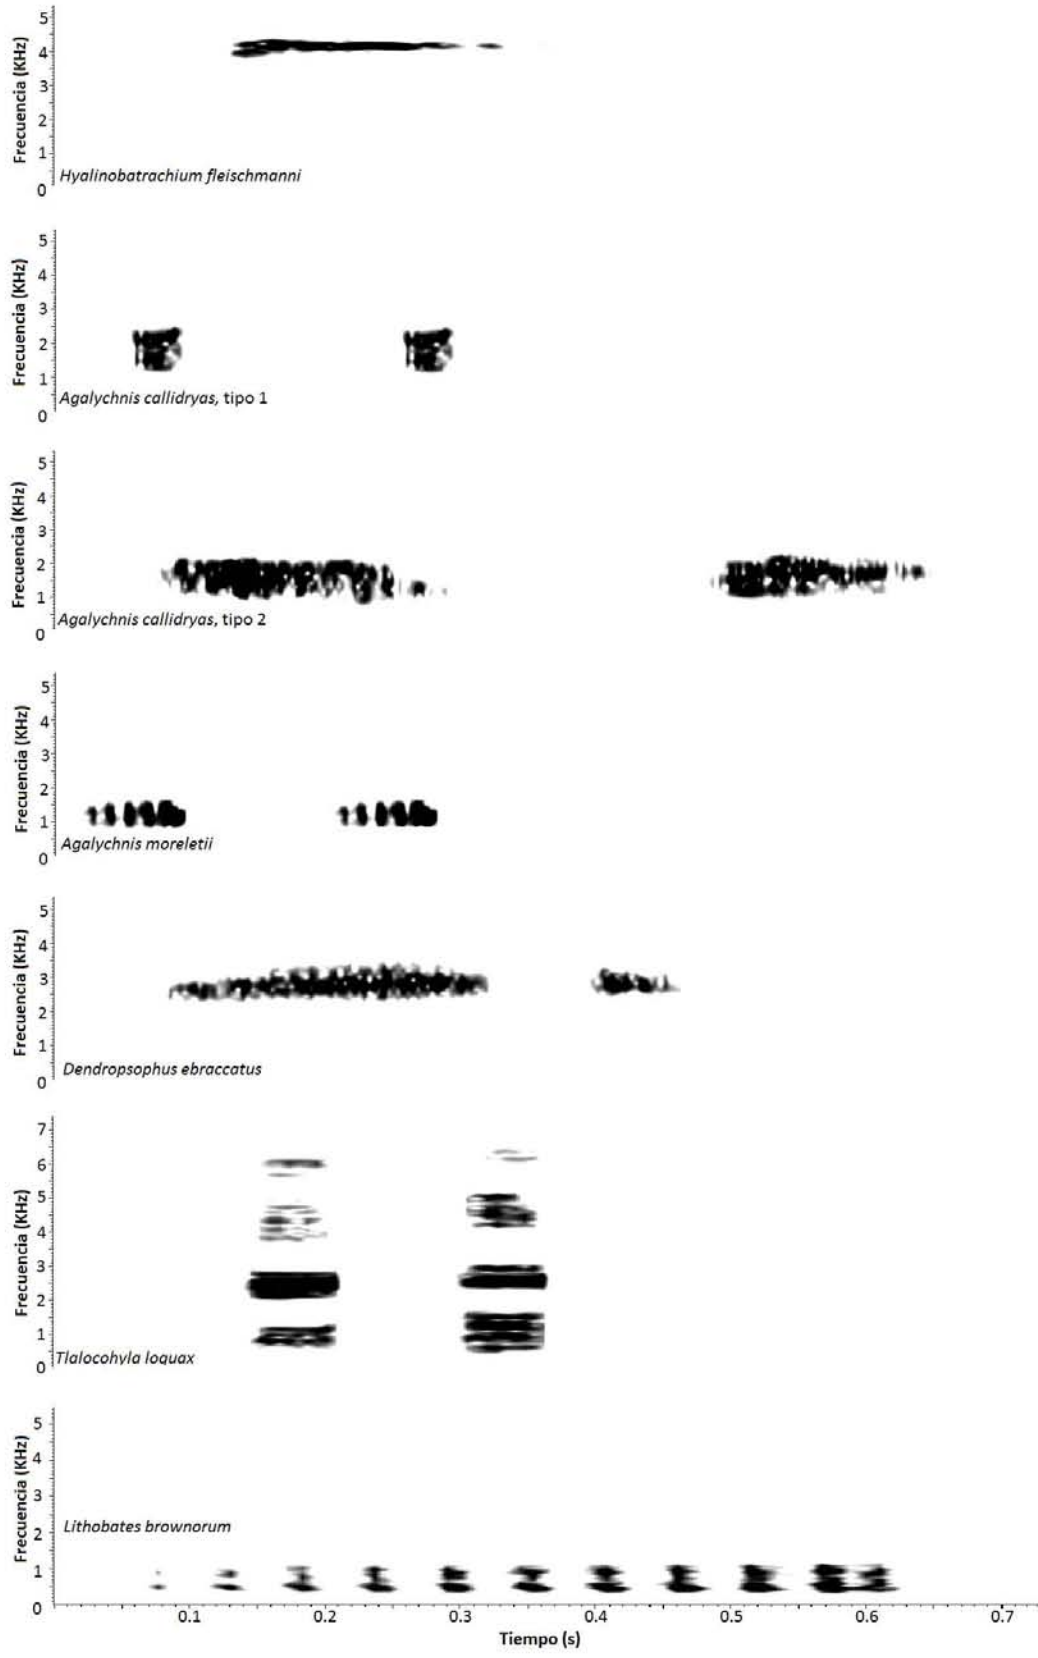 Frecuencia (KHz)
5
4
3
2
1
0
Hyalinobatrachium fleischmanni
Frecuencia (KHz)
5
4
3
2
1
0
Agalychnis callidryas, tipo 1
Frecuencia (KHz)
5
4
3
2
1
0
Agalychnis callidryas, tipo 2
Frecuencia (KHz)
5
4
3
2
1
0
Agalychnis moreletii
Frecuencia (KHz)
5
4
3
2
1
0
Dendropsophus ebraccatus
Frecuencia (KHz)
7
6
5
4
3
2
1
0
Tlalocohyla loquax
Frecuencia (KHz)
5
4
3
2
1
0
Lithobates brownorum
0.1 0.2 0.3 0.4 0.5 0.6 0.7
Tiempo (s)